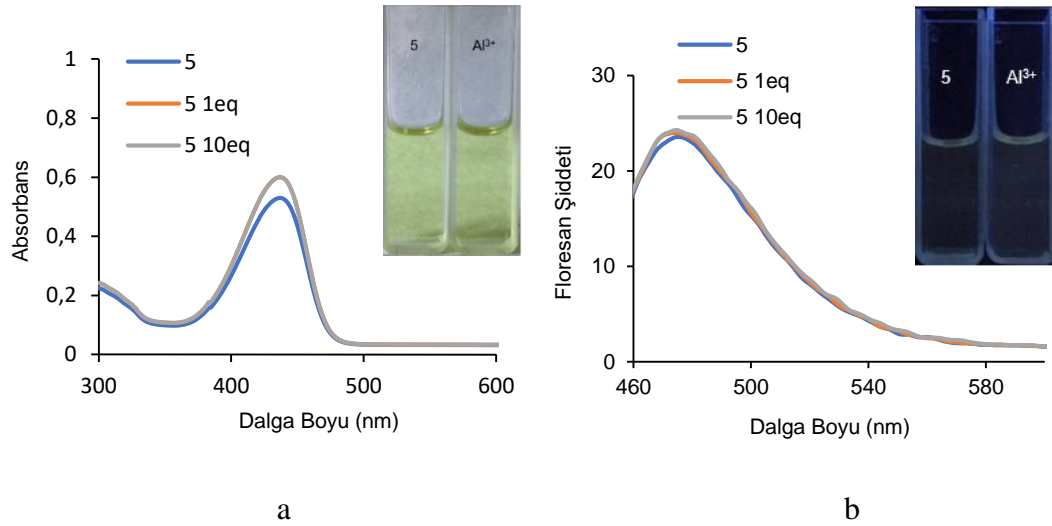 5
5 1eq
5 10eq
Absorbans
1
0,8
0,6
0,4
0,2
0
300
400
500
600
Dalga Boyu (nm)
5
Al³⁺
a
5
5 1eq
5 10eq
Floresan Şiddeti
30
20
10
0
460
500
540
580
Dalga Boyu (nm)
5
Al³⁺
b